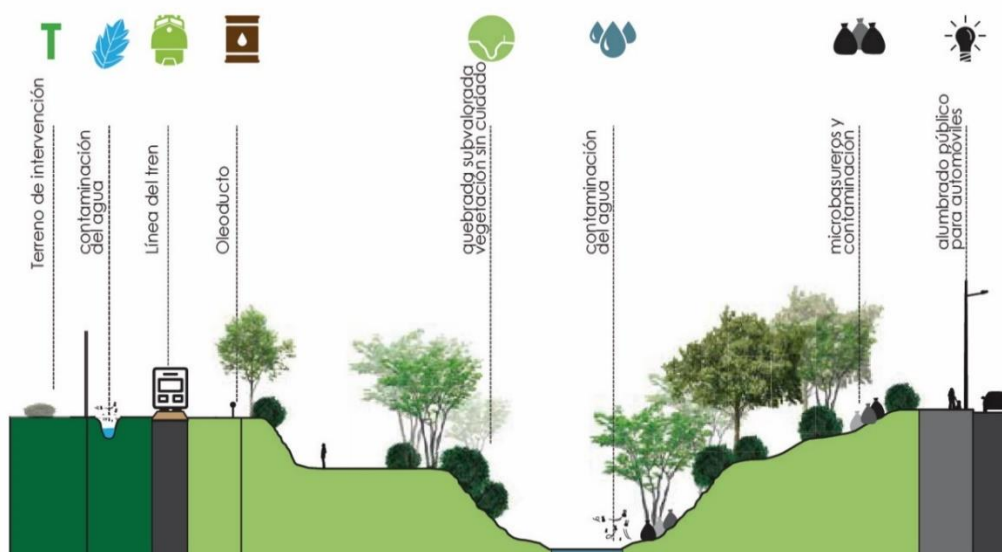 T
Terreno de intervención
contaminación
del agua
Línea del tren
Oleoducto
quebrada subvalorada
vegetación sin cuidado
contaminación
del agua
microbasureros y
contaminación
alumbrado público
para automóviles